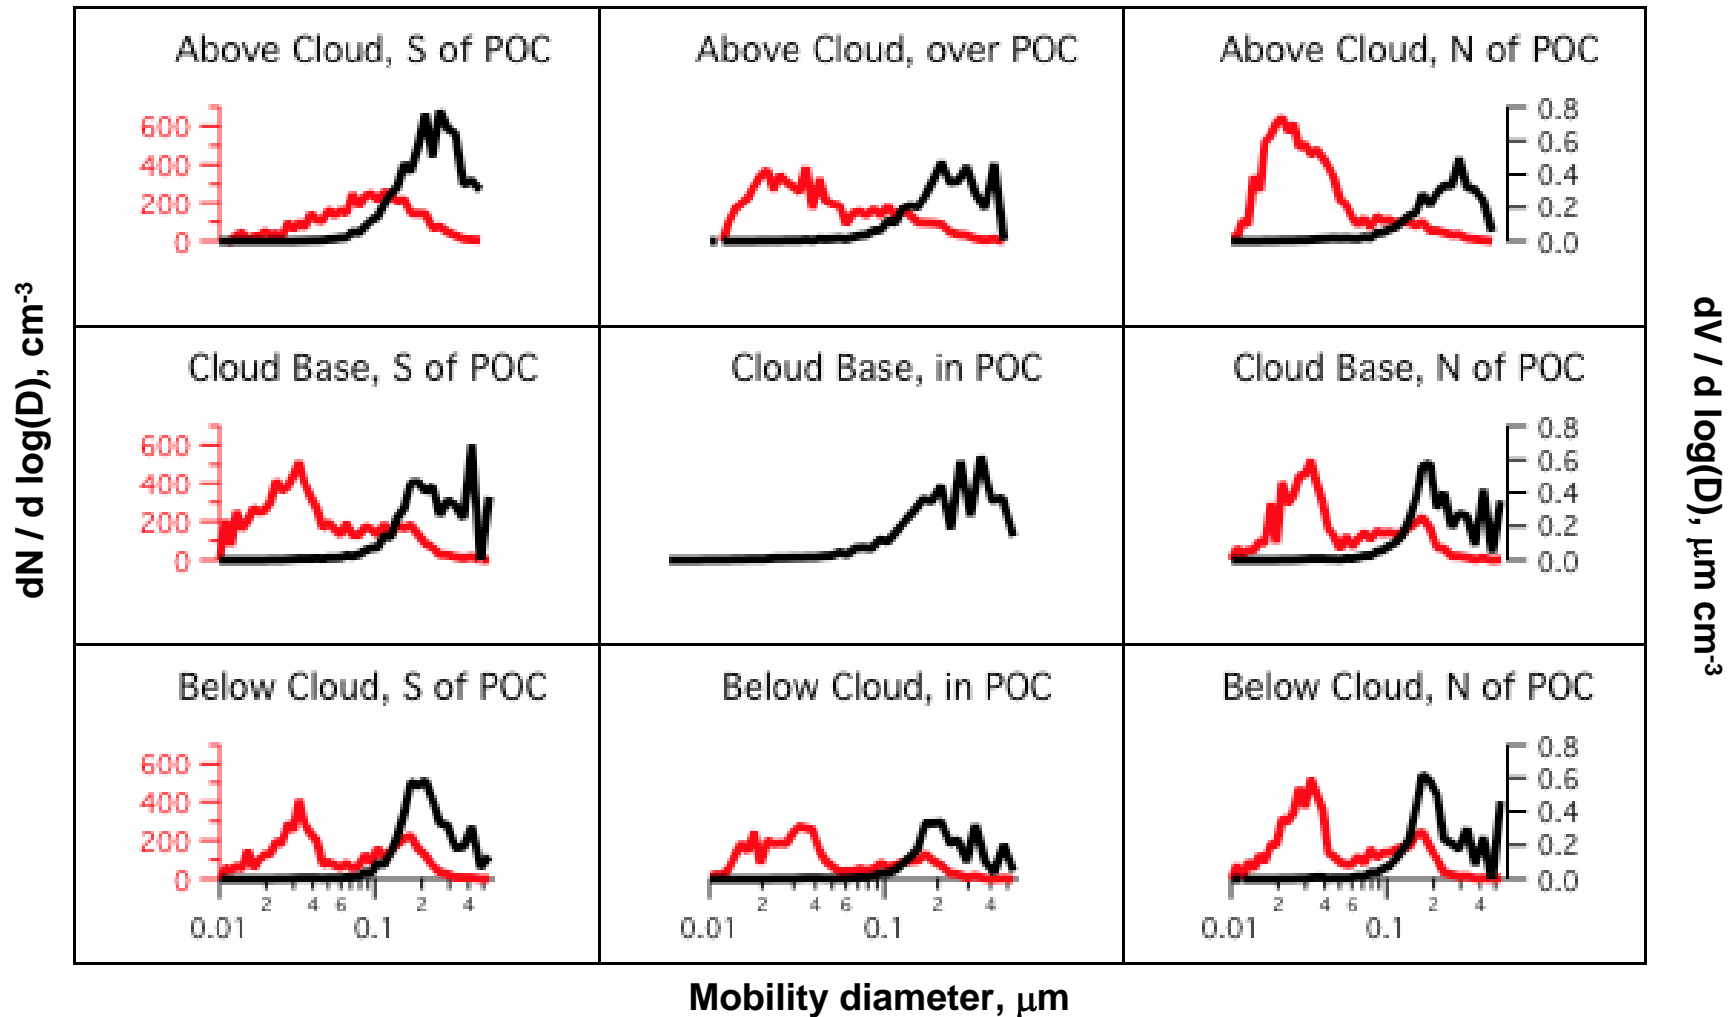 Above Cloud, S of POC
Above Cloud, over POC
Above Cloud, N of POC
600
400
200
0
0.8
0.6
0.4
0.2
0.0
Cloud Base, S of POC
Cloud Base, in POC
Cloud Base, N of POC
600
400
200
0
0.8
0.6
0.4
0.2
0.0
Below Cloud, S of POC
Below Cloud, in POC
Below Cloud, N of POC
600
400
200
0
0.8
0.6
0.4
0.2
0.0
2 4 6 2 4
0.01 0.1
2 4 6 2 4
0.01 0.1
2 4 6 2 4
0.01 0.1
dN / d log(D), cm-3
dV / d log(D), μm cm-3
Mobility diameter, μm